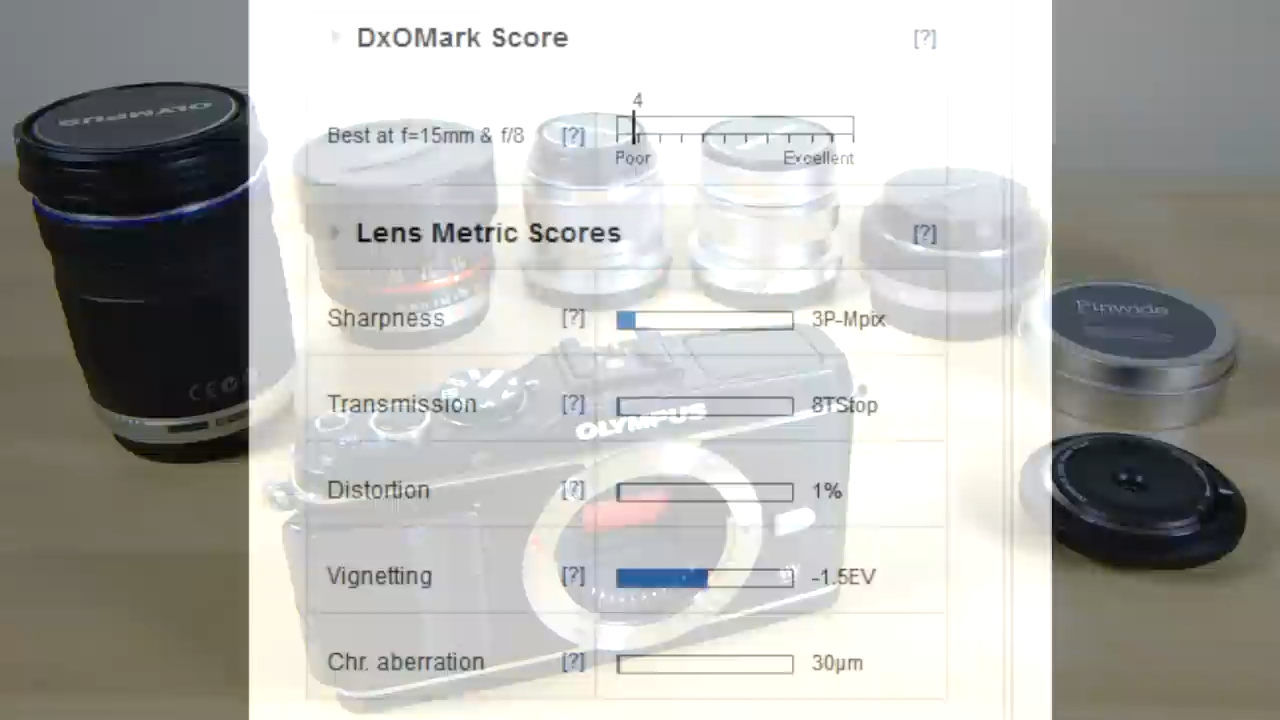 DxOMark Score [?]
4
Best at f=15mm & f/8 [?]
Poor Excellent
Lens Metric Scores [?]
Sharpness [?] 3P-Mpix
Transmission [?] 8TStop
Distortion [?] 1%
Vignetting [?] -1.5EV
Chr. aberration [?] 30µm
OLYMPUS
OLYMPUS
Pinwide
CE